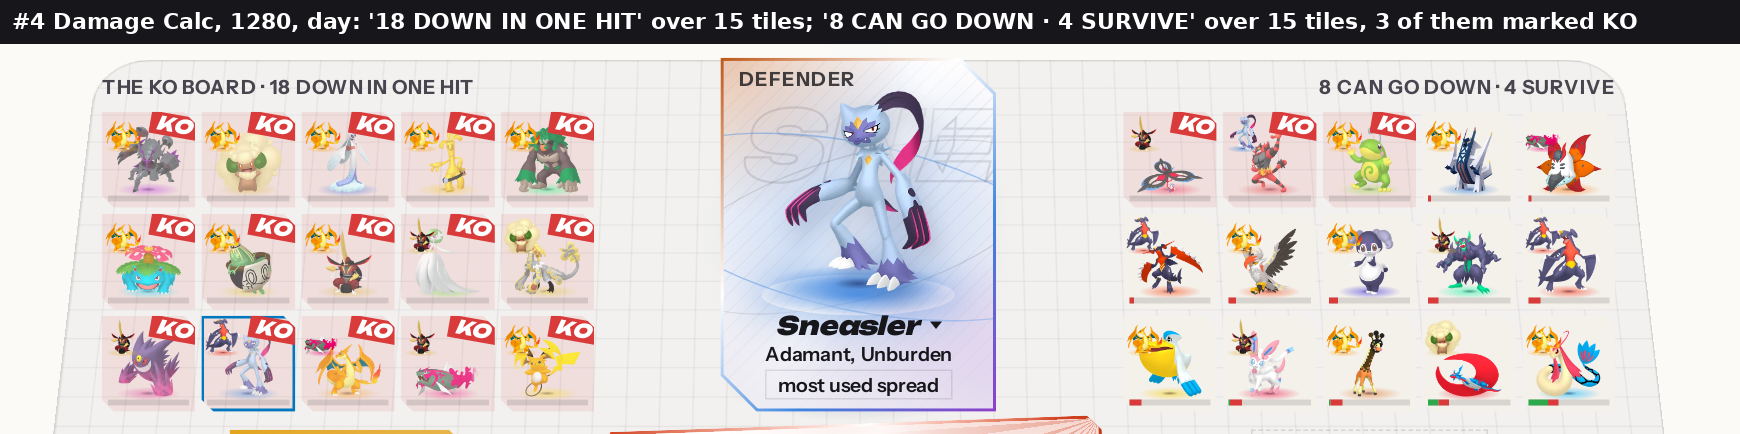 #4 Damage Calc, 1280, day: '18 DOWN IN ONE HIT' over 15 tiles; '8 CAN GO DOWN · 4 SURVIVE' over 15 tiles, 3 of them marked KO
THE KO BOARD · 18 DOWN IN ONE HIT
DEFENDER
8 CAN GO DOWN · 4 SURVIVE
KO KO KO KO KO
KO KO KO
KO KO KO KO KO
KO KO KO KO KO
Sneasler
Adamant, Unburden
most used spread